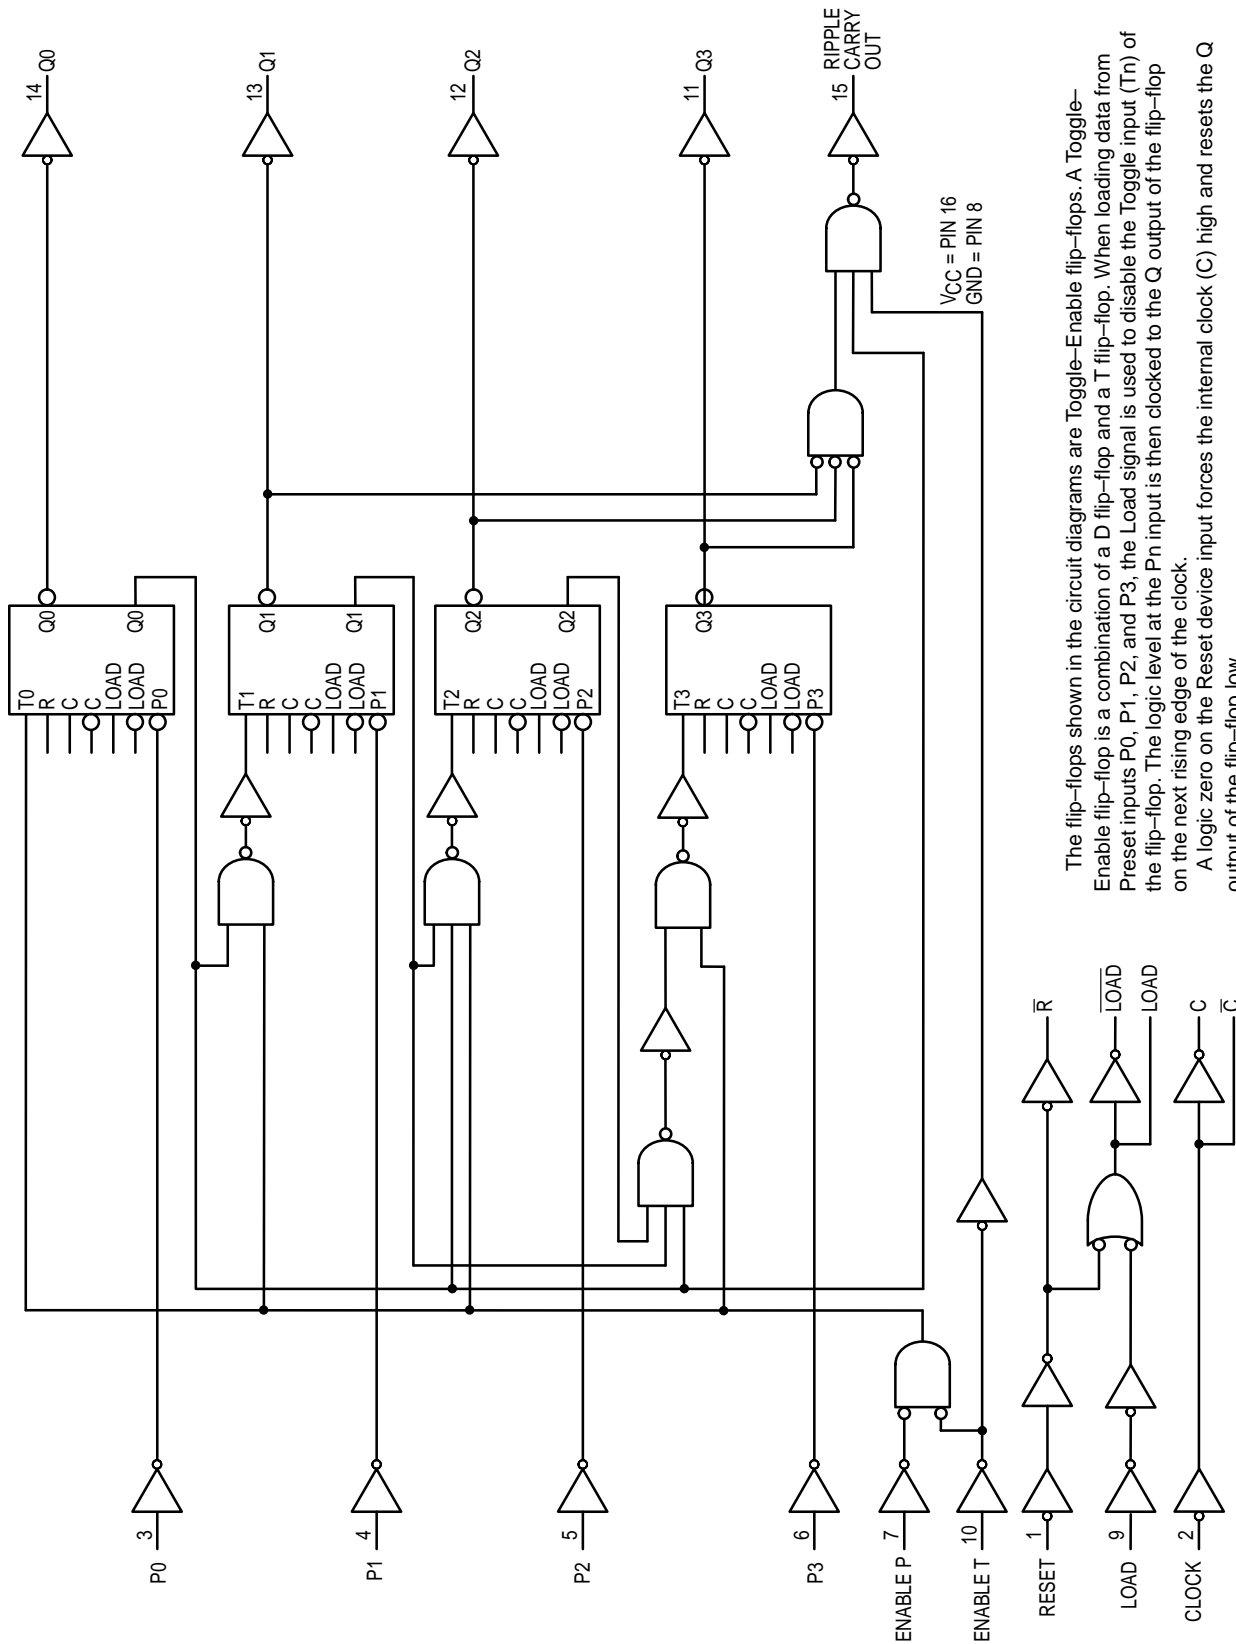 14 Q0
13 Q1
12 Q2
11 Q3
15 RIPPLE
CARRY
OUT
T0
R
C
C
LOAD
LOAD
P0
Q0
Q0
T1
R
C
C
LOAD
LOAD
P1
Q1
Q1
T2
R
C
C
LOAD
LOAD
P2
Q2
Q2
T3
R
C
C
LOAD
LOAD
P3
Q3
VCC = PIN 16
GND = PIN 8
P0 3
P1 4
P2 5
P3 6
ENABLE P 7
ENABLE T 10
RESET 1
LOAD 9
CLOCK 2
R̅
L̅O̅A̅D̅
LOAD
C
C̅
The flip–flops shown in the circuit diagrams are Toggle–Enable flip–flops. A Toggle–
Enable flip–flop is a combination of a D flip–flop and a T flip–flop. When loading data from
Preset inputs P0, P1, P2, and P3, the Load signal is used to disable the Toggle input (Tn) of
the flip–flop. The logic level at the Pn input is then clocked to the Q output of the flip–flop
on the next rising edge of the clock.
A logic zero on the Reset device input forces the internal clock (C) high and resets the Q
output of the flip–flop low.